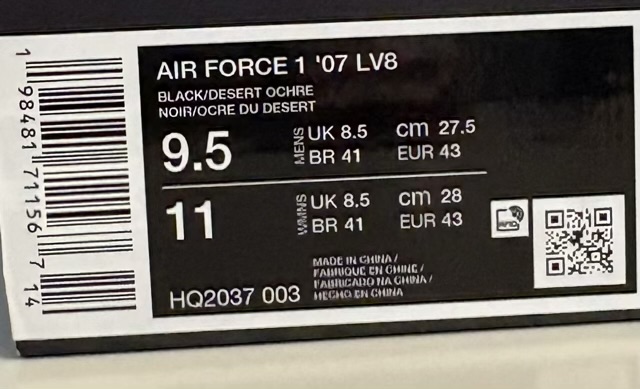 AIR FORCE 1 '07 LV8
BLACK/DESERT OCHRE
NOIR/OCRE DU DESERT
9.5
MENS
UK 8.5 cm 27.5
BR 41 EUR 43
11
WMNS
UK 8.5 cm 28
BR 41 EUR 43
MADE IN CHINA /
FABRIQUE EN CHINE /
FABRICADO NA CHINA /
HECHO EN CHINA
HQ2037 003
RFID
1 98481 71156 7 14